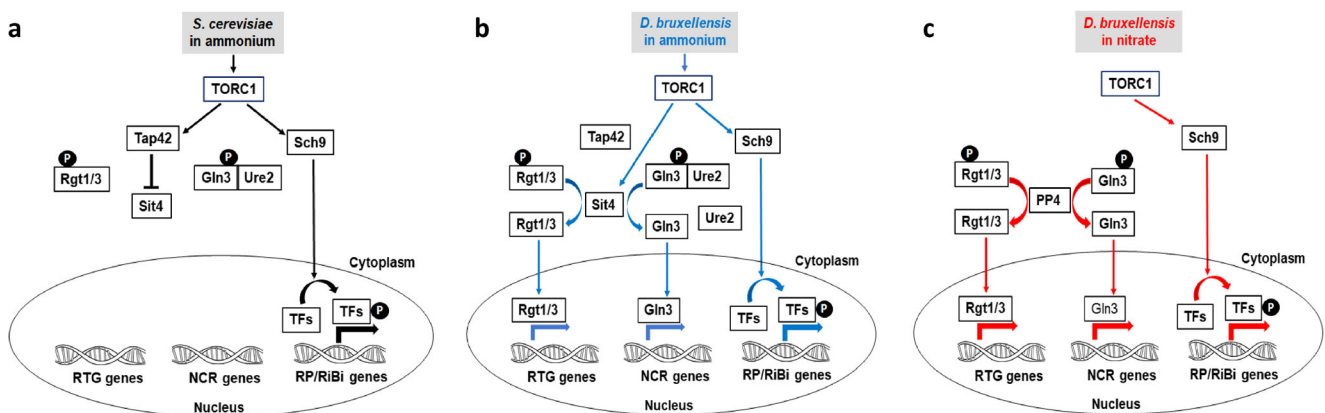 a
S. cerevisiae
in ammonium
TORC1
Tap42
Sch9
P
Rgt1/3
P
Gln3
Ure2
Sit4
Cytoplasm
TFs
TFs
P
RTG genes
NCR genes
RP/RiBi genes
Nucleus
b
D. bruxellensis
in ammonium
TORC1
Tap42
Sch9
P
Rgt1/3
P
Gln3
Ure2
Sit4
Rgt1/3
Gln3
Ure2
Cytoplasm
Rgt1/3
Gln3
TFs
TFs
P
RTG genes
NCR genes
RP/RiBi genes
Nucleus
c
D. bruxellensis
in nitrate
TORC1
Sch9
P
Rgt1/3
P
Gln3
PP4
Rgt1/3
Gln3
Cytoplasm
Rgt1/3
Gln3
TFs
TFs
P
RTG genes
NCR genes
RP/RiBi genes
Nucleus